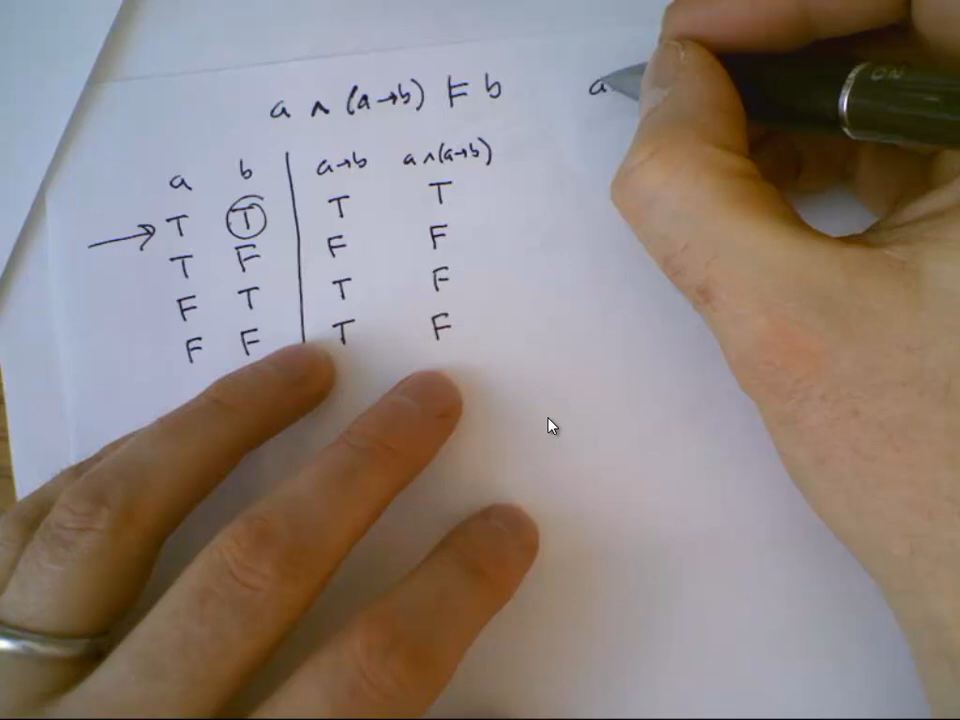 a ∧ (a→b) ⊨ b
a
a b a→b a∧(a→b)
T T T T
T F F F
F T T F
F F T F
ON